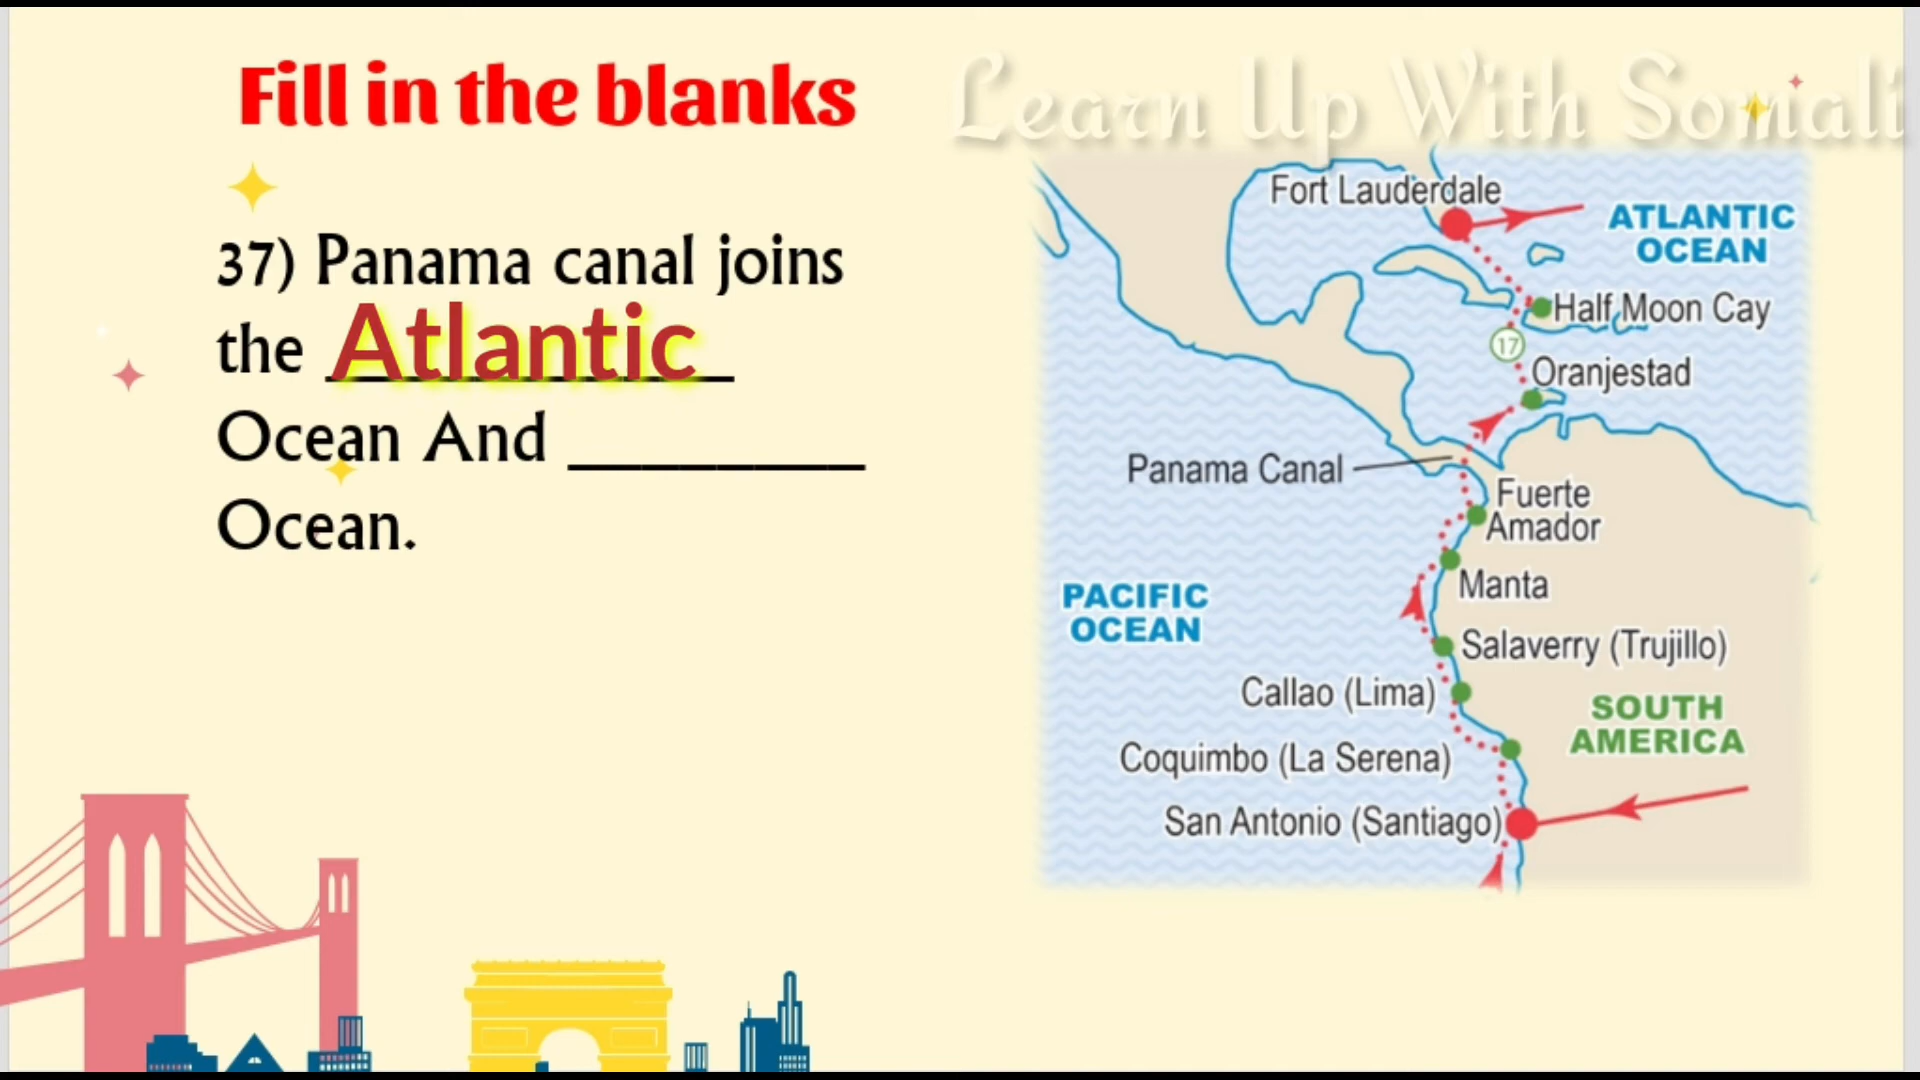 Fill in the blanks
Learn Up With Somali
37) Panama canal joins
the Atlantic
Ocean And ________
Ocean.
Fort Lauderdale
ATLANTIC
OCEAN
Half Moon Cay
17
Oranjestad
Panama Canal
Fuerte
Amador
Manta
PACIFIC
OCEAN
Salaverry (Trujillo)
Callao (Lima)
SOUTH
AMERICA
Coquimbo (La Serena)
San Antonio (Santiago)